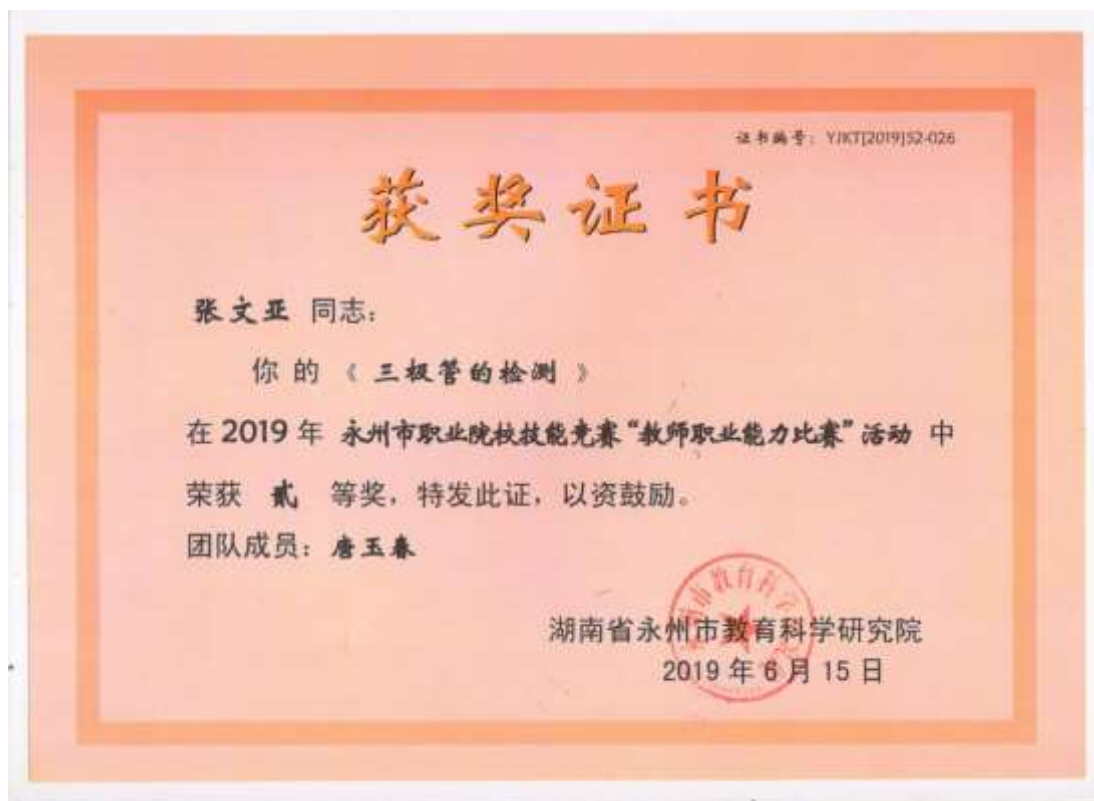 证书编号：YJKT[2019]52-026
获奖证书
张文亚 同志：
你的《三极管的检测》
在2019年 永州市职业院校技能竞赛“教师职业能力比赛”活动 中
荣获 贰 等奖，特发此证，以资鼓励。
团队成员：唐玉春
湖南省永州市教育科学研究院
2019年6月15日